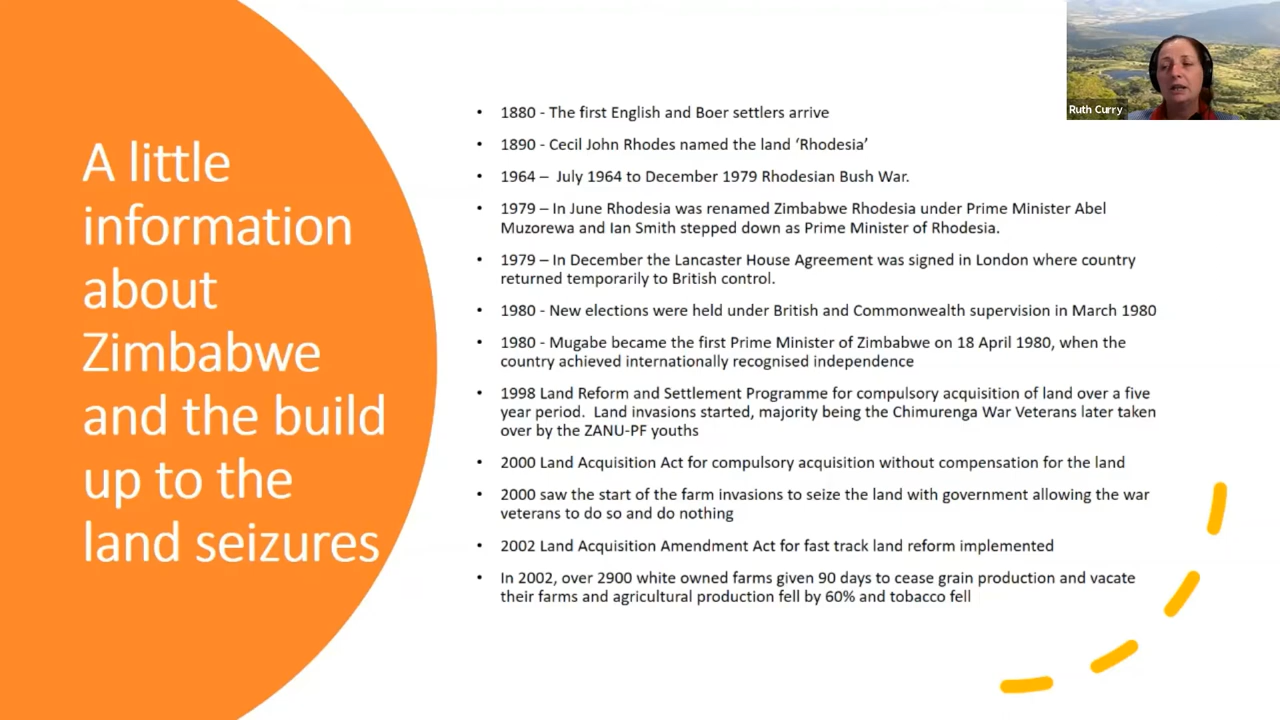 A little
information
about
Zimbabwe
and the build
up to the
land seizures
• 1880 - The first English and Boer settlers arrive
• 1890 - Cecil John Rhodes named the land ‘Rhodesia’
• 1964 – July 1964 to December 1979 Rhodesian Bush War.
• 1979 – In June Rhodesia was renamed Zimbabwe Rhodesia under Prime Minister Abel
Muzorewa and Ian Smith stepped down as Prime Minister of Rhodesia.
• 1979 – In December the Lancaster House Agreement was signed in London where country
returned temporarily to British control.
• 1980 - New elections were held under British and Commonwealth supervision in March 1980
• 1980 - Mugabe became the first Prime Minister of Zimbabwe on 18 April 1980, when the
country achieved internationally recognised independence
• 1998 Land Reform and Settlement Programme for compulsory acquisition of land over a five
year period. Land invasions started, majority being the Chimurenga War Veterans later taken
over by the ZANU-PF youths
• 2000 Land Acquisition Act for compulsory acquisition without compensation for the land
• 2000 saw the start of the farm invasions to seize the land with government allowing the war
veterans to do so and do nothing
• 2002 Land Acquisition Amendment Act for fast track land reform implemented
• In 2002, over 2900 white owned farms given 90 days to cease grain production and vacate
their farms and agricultural production fell by 60% and tobacco fell
Ruth Curry